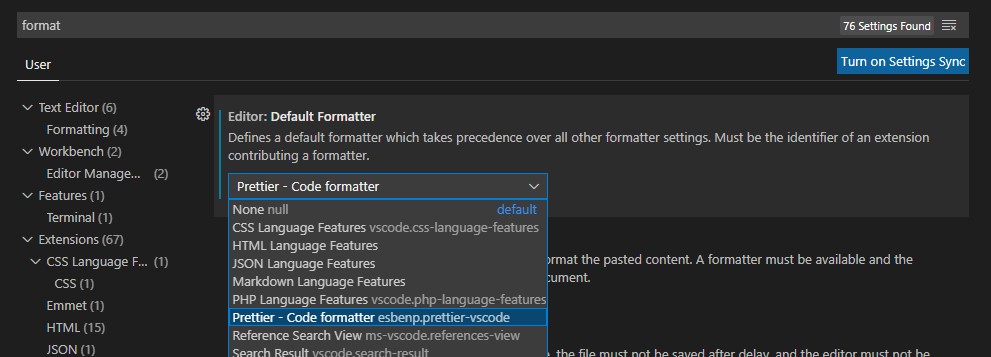 format
76 Settings Found
User
Turn on Settings Sync
Text Editor (6)
Formatting (4)
Workbench (2)
Editor Manage... (2)
Features (1)
Terminal (1)
Extensions (67)
CSS Language F... (1)
CSS (1)
Emmet
HTML (15)
JSON (1)
Editor: Default Formatter
Defines a default formatter which takes precedence over all other formatter settings. Must be the identifier of an extension
contributing a formatter.
Prettier - Code formatter
None null default
CSS Language Features vscode.css-language-features
HTML Language Features
JSON Language Features
Markdown Language Features
PHP Language Features vscode.php-language-features
Prettier - Code formatter esbenp.prettier-vscode
Reference Search View ms-vscode.references-view
Search Result vscode.search-result
ormat the pasted content. A formatter must be available and the
cument.
, the file must not be saved after delay, and the editor must not be